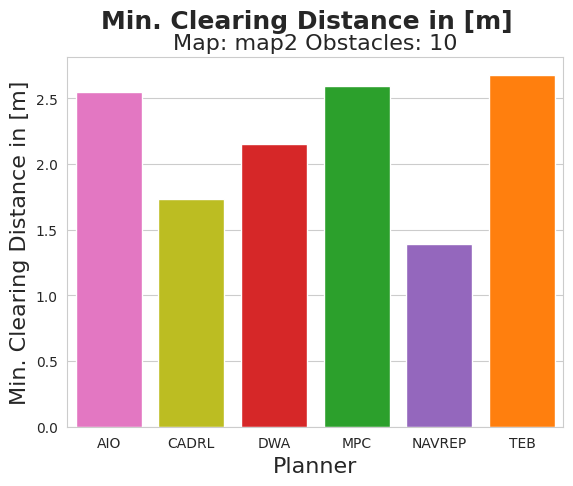 Min. Clearing Distance in [m]
Map: map2 Obstacles: 10
Min. Clearing Distance in [m]
2.5
2.0
1.5
1.0
0.5
0.0
AIO CADRL DWA MPC NAVREP TEB
Planner